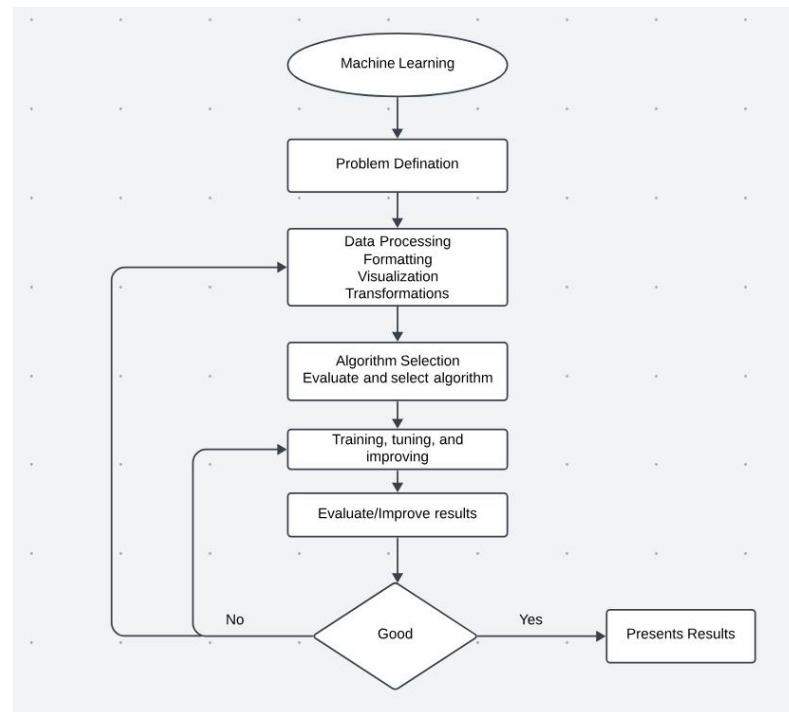 Machine Learning
Problem Defination
Data Processing
Formatting
Visualization
Transformations
Algorithm Selection
Evaluate and select algorithm
Training, tuning, and
improving
Evaluate/Improve results
No
Good
Yes
Presents Results